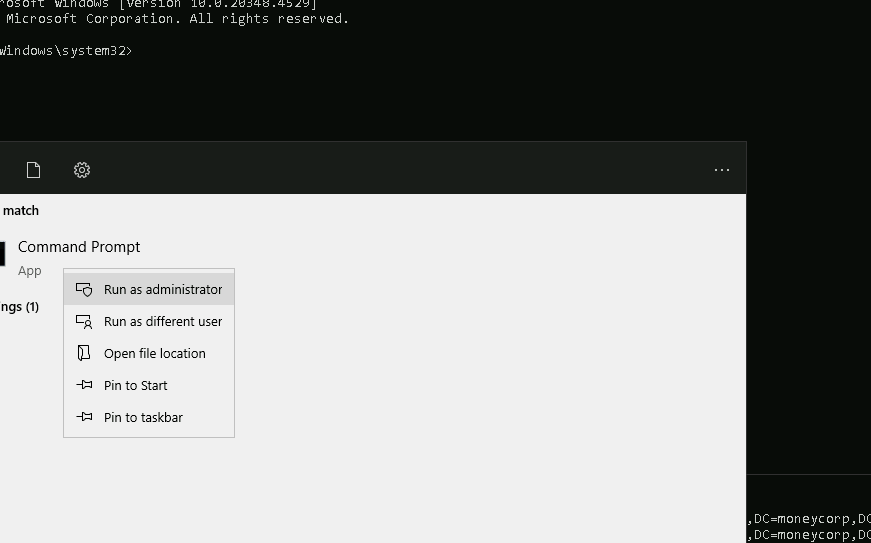 rosoft Windows [Version 10.0.20348.4529]
Microsoft Corporation. All rights reserved.
Windows\system32>
...
match
Command Prompt
App
ngs (1)
Run as administrator
Run as different user
Open file location
Pin to Start
Pin to taskbar
,DC=moneycorp,DC
,DC=moneycorp,DC